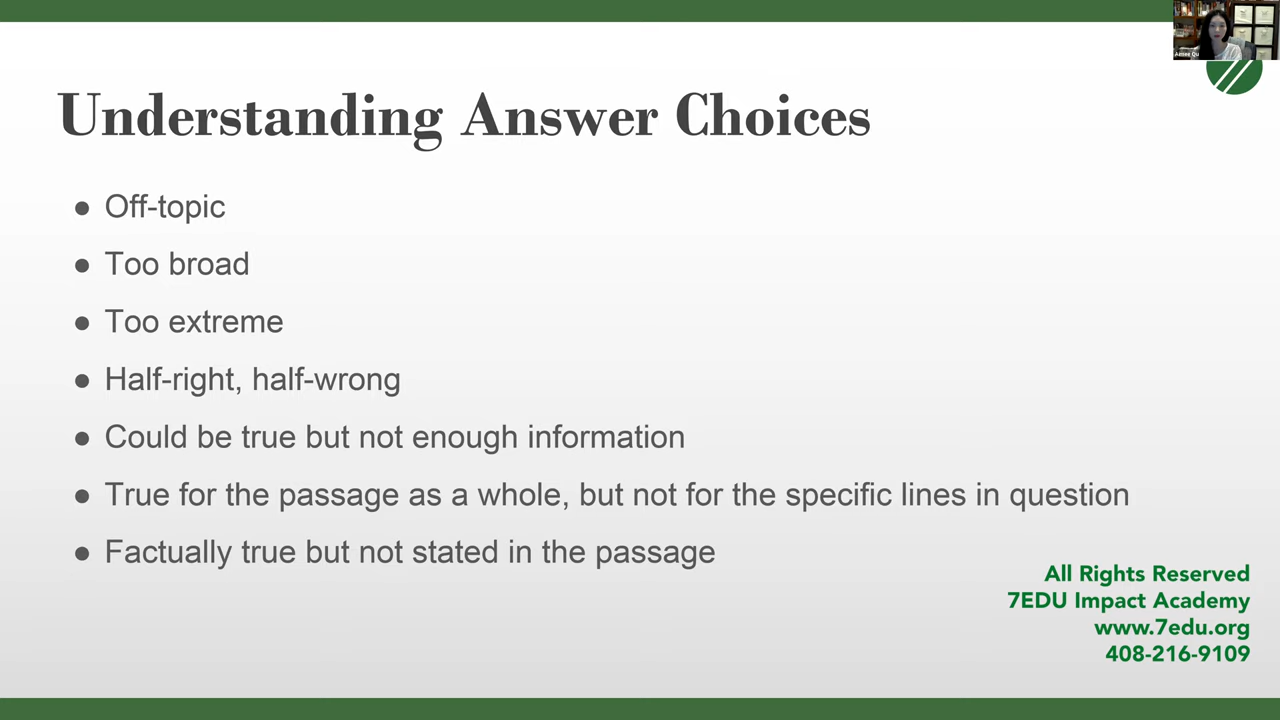 Understanding Answer Choices
● Off-topic
● Too broad
● Too extreme
● Half-right, half-wrong
● Could be true but not enough information
● True for the passage as a whole, but not for the specific lines in question
● Factually true but not stated in the passage
All Rights Reserved
7EDU Impact Academy
www.7edu.org
408-216-9109